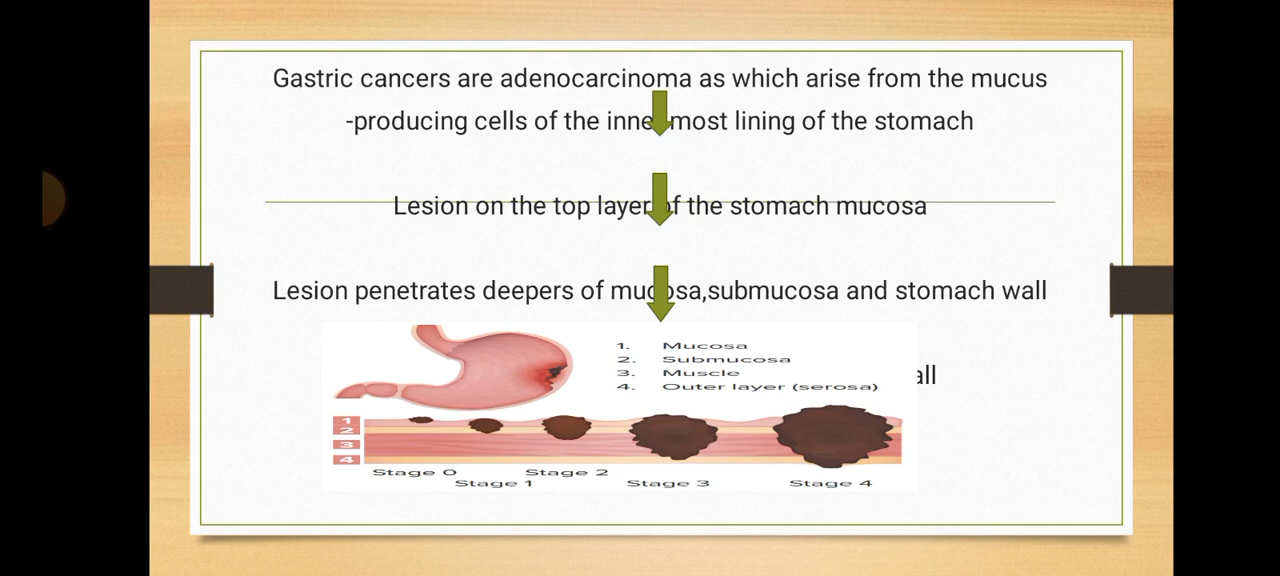 Gastric cancers are adenocarcinoma as which arise from the mucus
-producing cells of the innermost lining of the stomach
Lesion on the top layer of the stomach mucosa
Lesion penetrates deepers of mucosa,submucosa and stomach wall
1. Mucosa
2. Submucosa
3. Muscle
4. Outer layer (serosa)
1
2
3
4
Stage 0
Stage 1
Stage 2
Stage 3
Stage 4